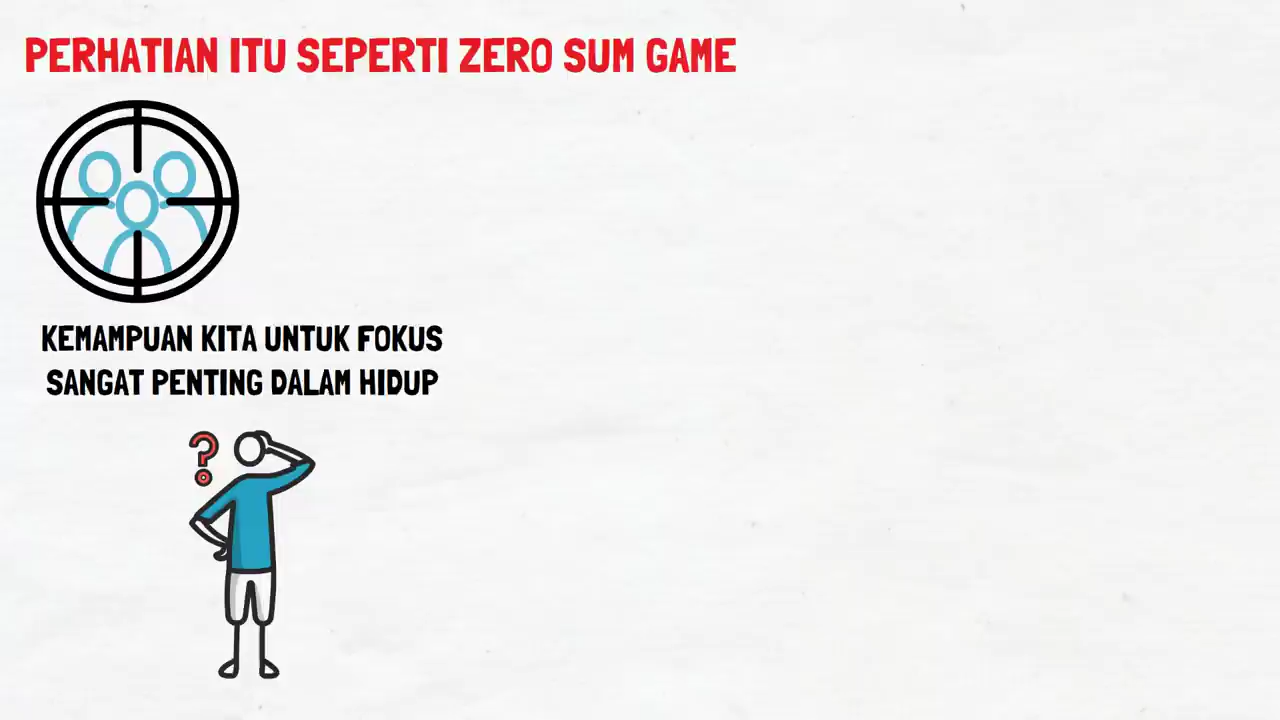 PERHATIAN ITU SEPERTI ZERO SUM GAME
KEMAMPUAN KITA UNTUK FOKUS
SANGAT PENTING DALAM HIDUP
?